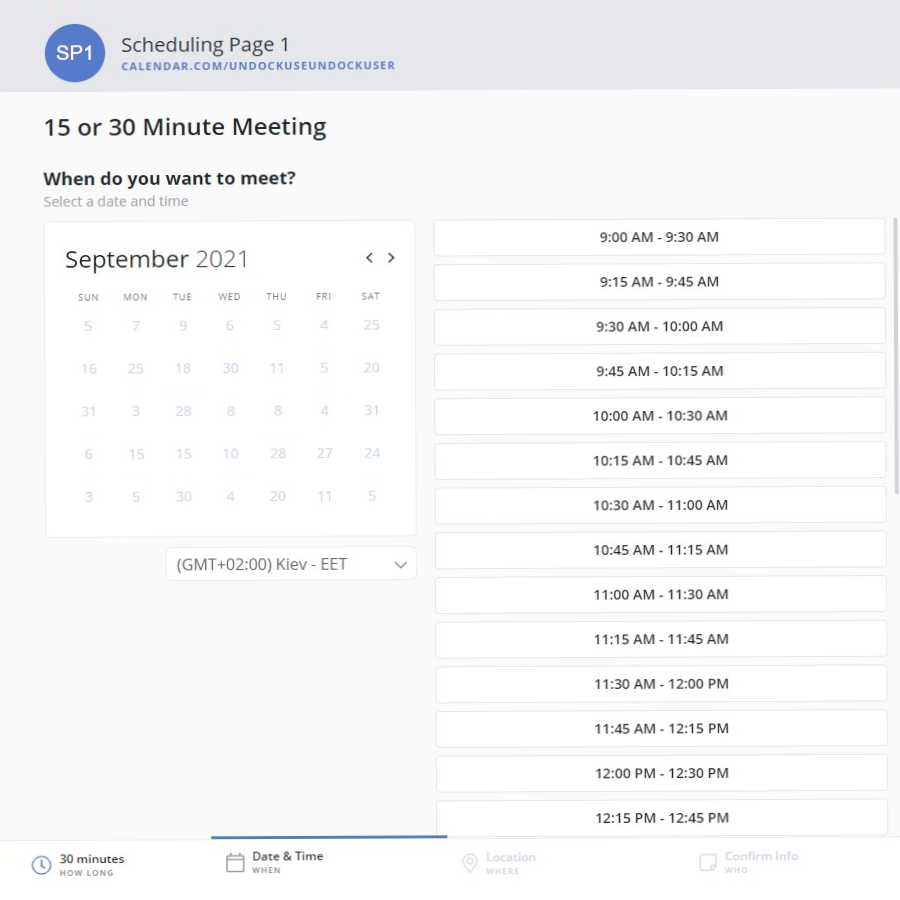 SP1
Scheduling Page 1
CALENDAR.COM/UNDOCKUSEUNDOCKUSER
15 or 30 Minute Meeting
When do you want to meet?
Select a date and time
September 2021
SUN MON TUE WED THU FRI SAT
5 7 9 6 5 4 25
16 25 18 30 11 5 20
31 3 28 8 8 4 31
6 15 15 10 28 27 24
3 5 30 4 20 11 5
(GMT+02:00) Kiev - EET
9:00 AM - 9:30 AM
9:15 AM - 9:45 AM
9:30 AM - 10:00 AM
9:45 AM - 10:15 AM
10:00 AM - 10:30 AM
10:15 AM - 10:45 AM
10:30 AM - 11:00 AM
10:45 AM - 11:15 AM
11:00 AM - 11:30 AM
11:15 AM - 11:45 AM
11:30 AM - 12:00 PM
11:45 AM - 12:15 PM
12:00 PM - 12:30 PM
12:15 PM - 12:45 PM
30 minutes
HOW LONG
Date & Time
WHEN
Location
WHERE
Confirm Info
WHO